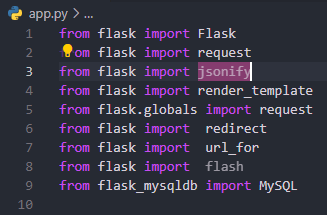 app.py > ...
1 from flask import Flask
2 from flask import request
3 from flask import jsonify
4 from flask import render_template
5 from flask.globals import request
6 from flask import  redirect
7 from flask import  url_for
8 from flask import  flash
9 from flask_mysqldb import MySQL
10